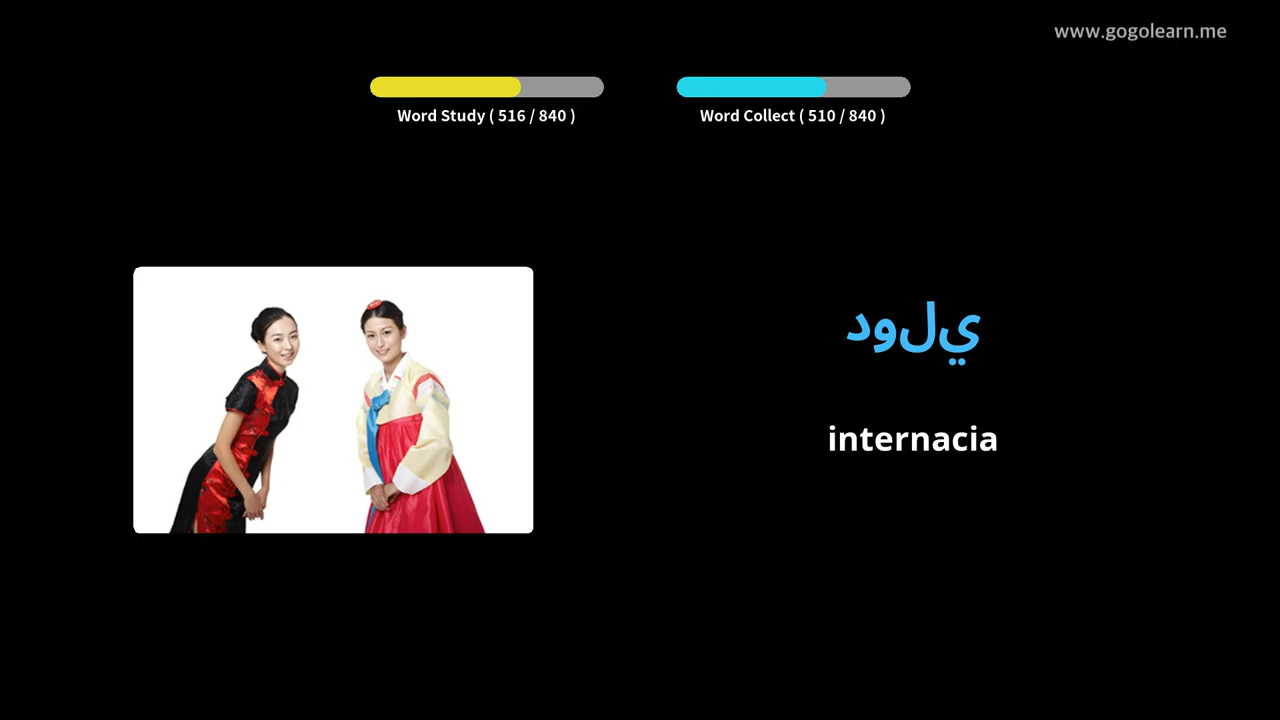 www.gogolearn.me
Word Study ( 516 / 840 )
Word Collect ( 510 / 840 )
دولي
internacia